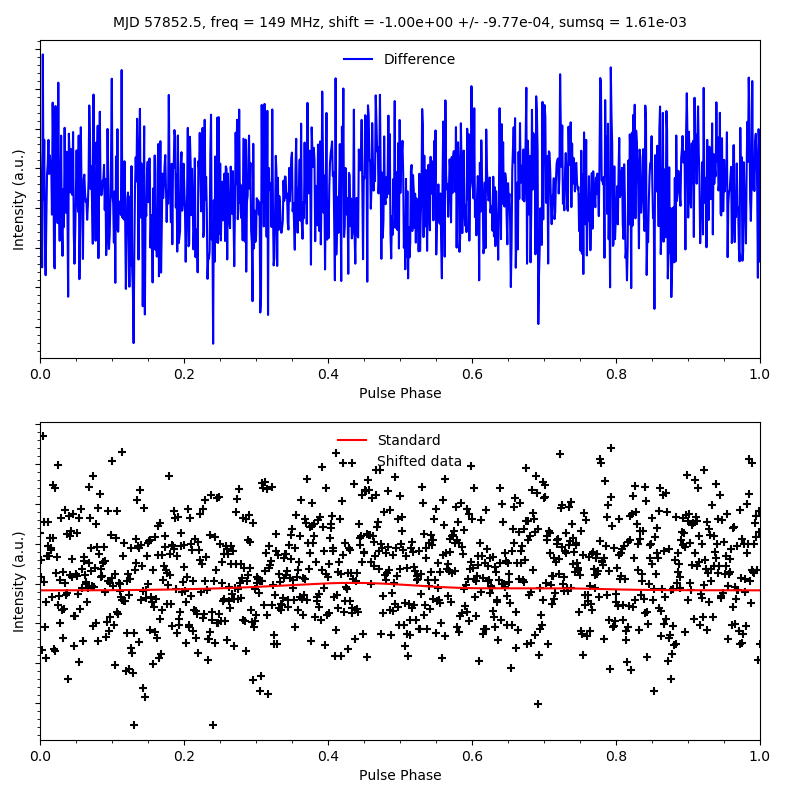 MJD 57852.5, freq = 149 MHz, shift = -1.00e+00 +/- -9.77e-04, sumsq = 1.61e-03
Difference
Intensity (a.u.)
0.0 0.2 0.4 0.6 0.8 1.0
Pulse Phase
Standard
Shifted data
Intensity (a.u.)
0.0 0.2 0.4 0.6 0.8 1.0
Pulse Phase